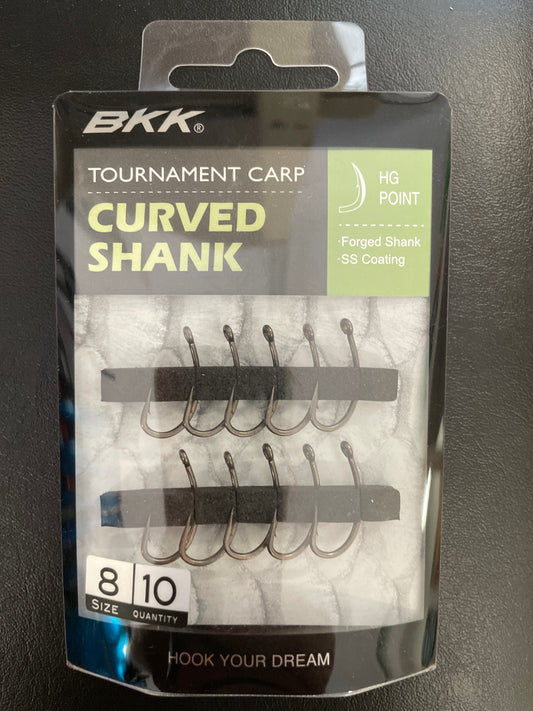 BKK®
TOURNAMENT CARP
CURVED
SHANK
HG
POINT
·Forged Shank
·SS Coating
8 10
SIZE QUANTITY
HOOK YOUR DREAM